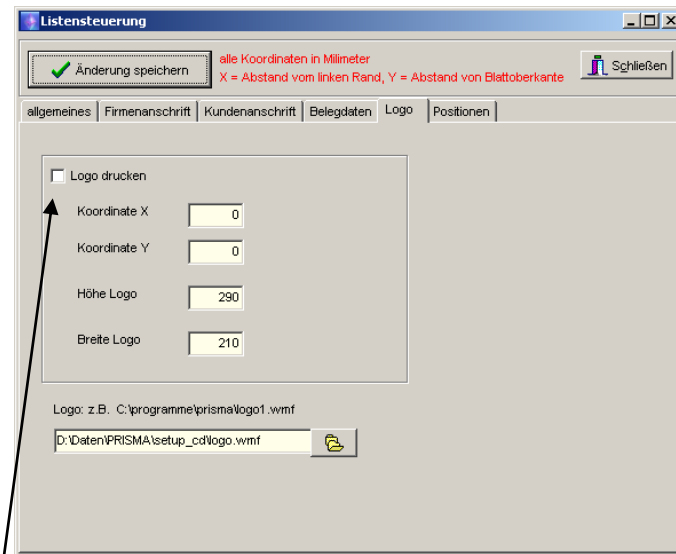 Listensteuerung
Änderung speichern
alle Koordinaten in Milimeter
X = Abstand vom linken Rand, Y = Abstand von Blattoberkante
Schließen
allgemeines Firmenanschrift Kundenanschrift Belegdaten Logo Positionen
Logo drucken
Koordinate X 0
Koordinate Y 0
Höhe Logo 290
Breite Logo 210
Logo: z.B. C:\programme\prisma\logo1.wmf
D:\Daten\PRISMA\setup_cd\logo.wmf